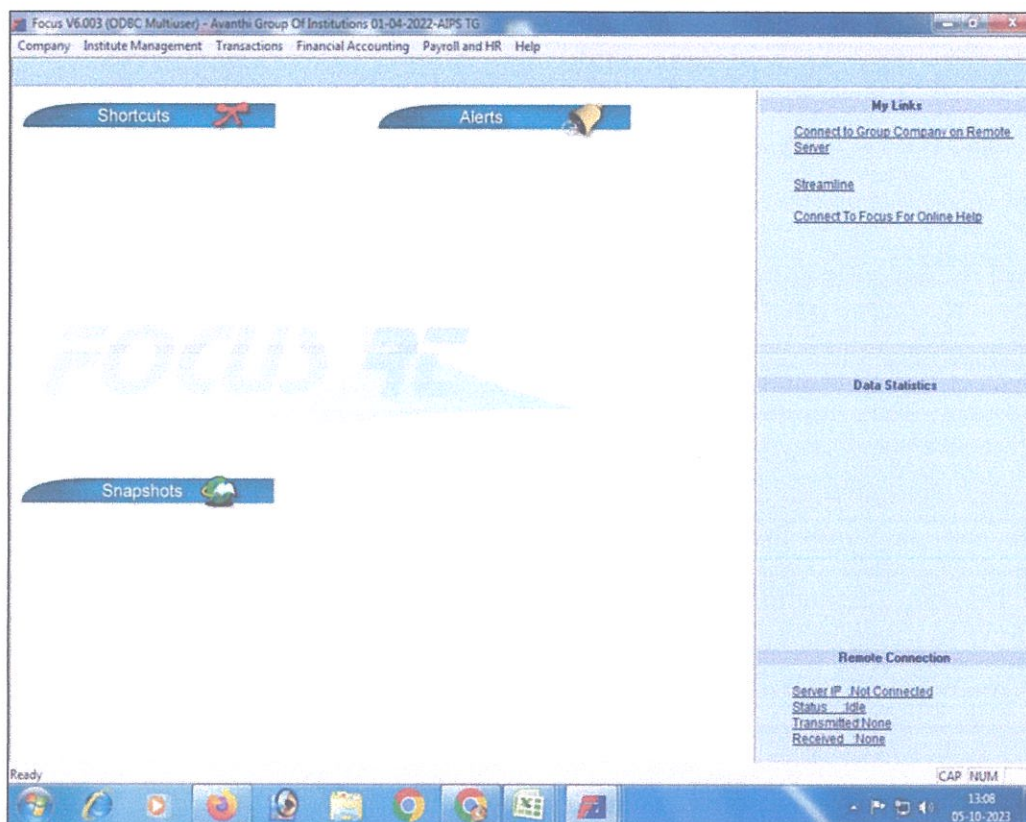 Focus V6.003 (ODBC Multiuser) - Avanthi Group Of Institutions 01-04-2022-AIPS TG
Company Institute Management Transactions Financial Accounting Payroll and HR Help
Shortcuts
Alerts
My Links
Connect to Group Company on Remote
Server
Streamline
Connect To Focus For Online Help
FOCUS
Data Statistics
Snapshots
Remote Connection
Server IP :Not Connected
Status :Idle
Transmitted:None
Received :None
Ready
CAP NUM
13:08
05-10-2023